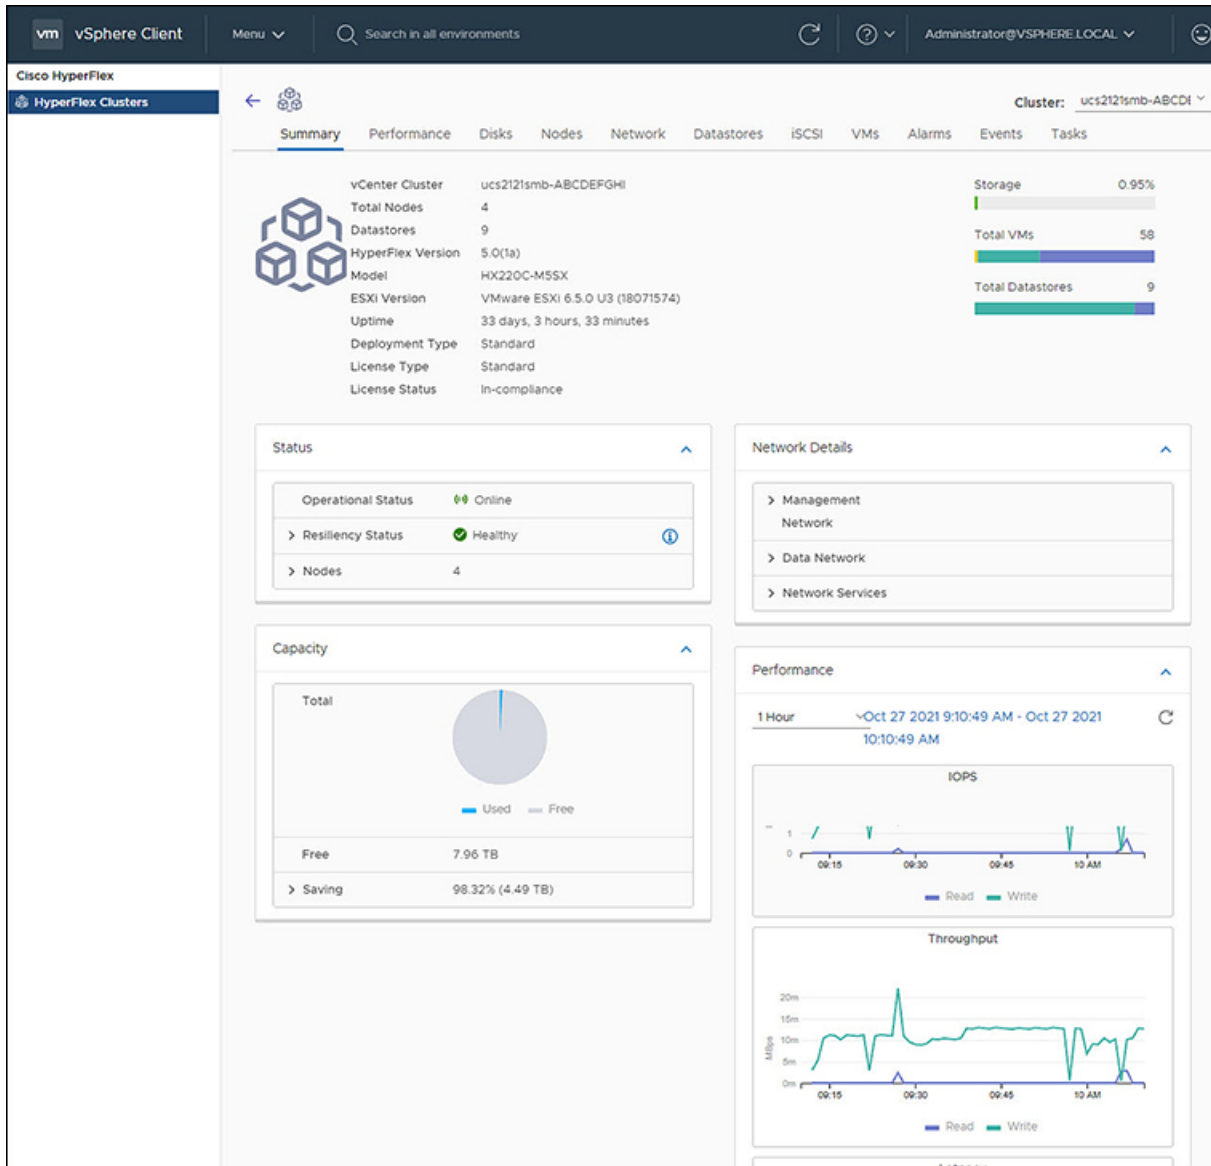 vm vSphere Client Menu Search in all environments Administrator@VSPHERE.LOCAL
Cisco HyperFlex
HyperFlex Clusters
Cluster: ucs2121smb-ABCDE
Summary Performance Disks Nodes Network Datastores iSCSI VMs Alarms Events Tasks
vCenter Cluster ucs2121smb-ABCDEFGHI
Total Nodes 4
Datastores 9
HyperFlex Version 5.0(1a)
Model HX220C-M5SX
ESXi Version VMware ESXi 6.5.0 U3 (18071574)
Uptime 33 days, 3 hours, 33 minutes
Deployment Type Standard
License Type Standard
License Status In-compliance
Storage 0.95%
Total VMs 58
Total Datastores 9
Status
Operational Status Online
Resiliency Status Healthy
Nodes 4
Network Details
Management
Network
Data Network
Network Services
Capacity
Total
Used Free
Free 7.96 TB
Saving 98.32% (4.49 TB)
Performance
1 Hour Oct 27 2021 9:10:49 AM - Oct 27 2021
10:10:49 AM
IOPS
1
0
09:15 09:30 09:45 10 AM
Read Write
Throughput
20m
15m
10m
5m
0m
MBps
09:15 09:30 09:45 10 AM
Read Write